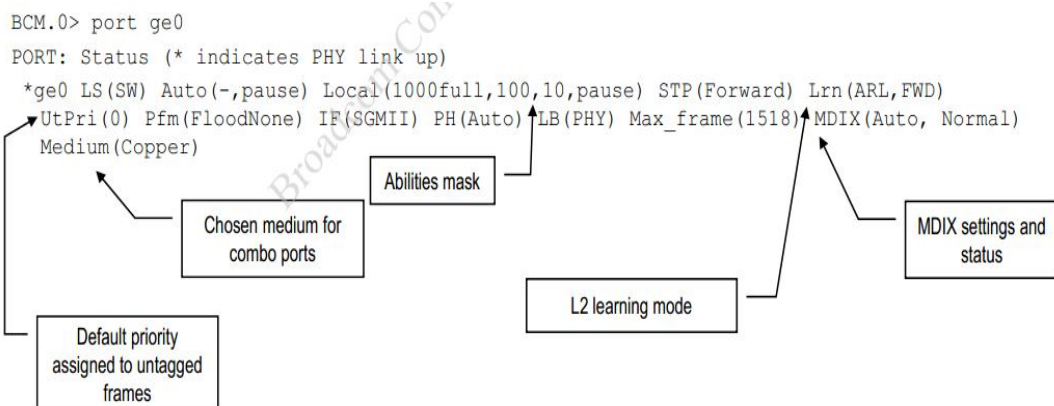 BCM.0> port ge0
PORT: Status (* indicates PHY link up)
*ge0 LS(SW) Auto(-,pause) Local(1000full,100,10,pause) STP(Forward) Lrn(ARL,FWD)
UtPri(0) Pfm(FloodNone) IF(SGMII) PH(Auto) LB(PHY) Max_frame(1518) MDIX(Auto, Normal)
Medium(Copper)
Broadcom Con
Abilities mask
Chosen medium for
combo ports
MDIX settings and
status
L2 learning mode
Default priority
assigned to untagged
frames